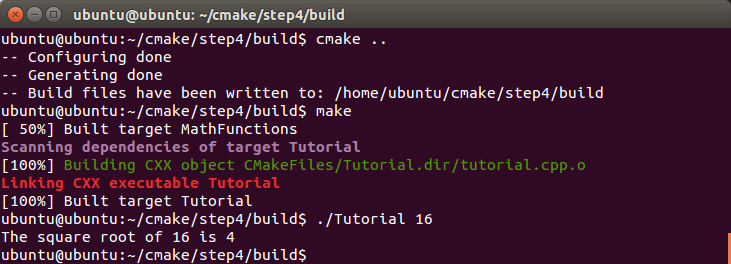 ubuntu@ubuntu: ~/cmake/step4/build
ubuntu@ubuntu:~/cmake/step4/build$ cmake ..
-- Configuring done
-- Generating done
-- Build files have been written to: /home/ubuntu/cmake/step4/build
ubuntu@ubuntu:~/cmake/step4/build$ make
[ 50%] Built target MathFunctions
Scanning dependencies of target Tutorial
[100%] Building CXX object CMakeFiles/Tutorial.dir/tutorial.cpp.o
Linking CXX executable Tutorial
[100%] Built target Tutorial
ubuntu@ubuntu:~/cmake/step4/build$ ./Tutorial 16
The square root of 16 is 4
ubuntu@ubuntu:~/cmake/step4/build$